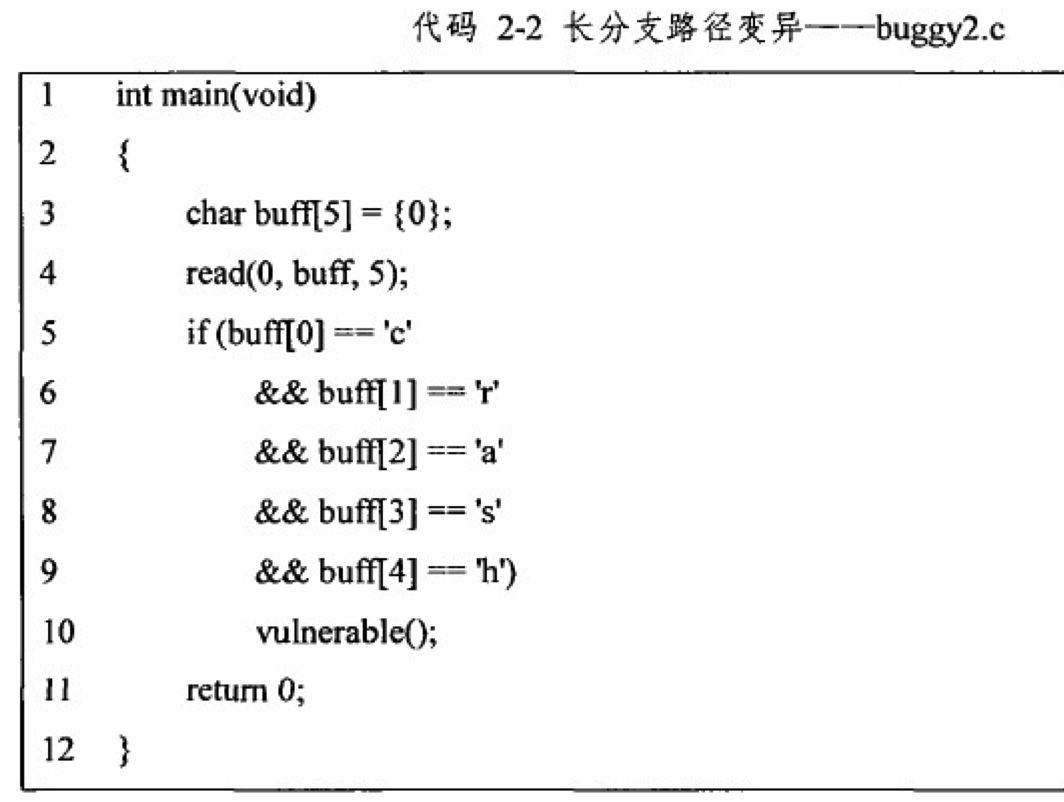 代码 2-2 长分支路径变异——buggy2.c
1 int main(void)
2 {
3 char buff[5] = {0};
4 read(0, buff, 5);
5 if (buff[0] == 'c'
6 && buff[1] == 'r'
7 && buff[2] == 'a'
8 && buff[3] == 's'
9 && buff[4] == 'h')
10 vulnerable();
11 return 0;
12 }